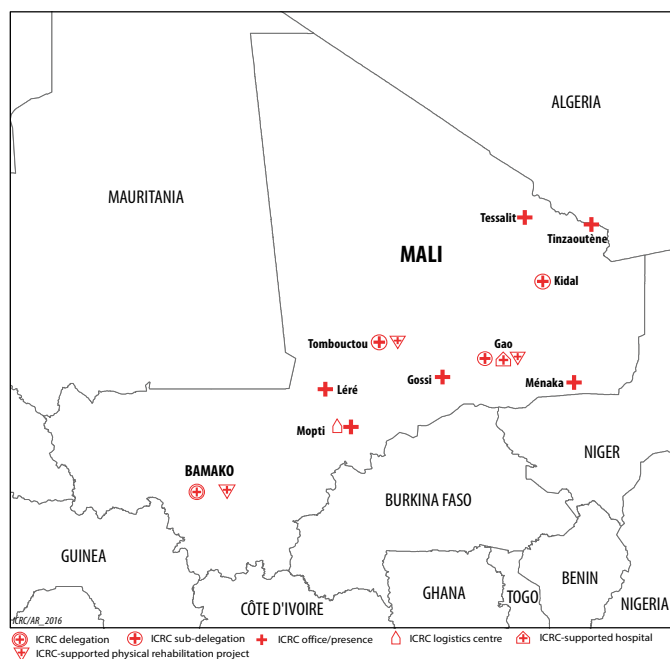 ALGERIA
MAURITANIA
Tessalit
Tinzaoutène
MALI
Kidal
Tombouctou
Gao
Gossi
Ménaka
Léré
Mopti
NIGER
BAMAKO
BURKINA FASO
GUINEA
BENIN
GHANA
TOGO
NIGERIA
CÔTE D'IVOIRE
ICRC/AR_2016
ICRC delegation ICRC sub-delegation ICRC office/presence ICRC logistics centre ICRC-supported hospital
ICRC-supported physical rehabilitation project